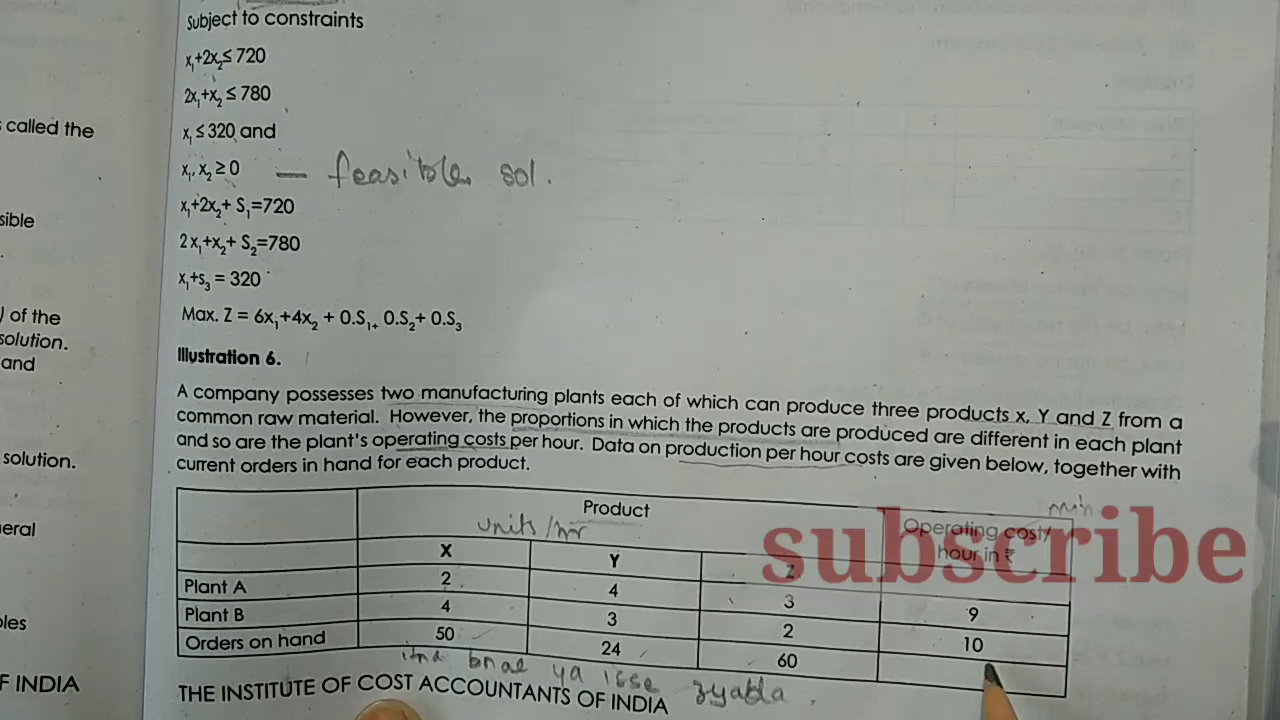 Subject to constraints
x₁+2x₂≤ 720
2x₁+x₂ ≤ 780
called the
x₁ ≤ 320 and
x₁, x₂ ≥ 0 — feasible sol.
sible
x₁+2x₂+ S₁=720
2x₁+x₂+ S₂=780
x₁+s₃ = 320
) of the
solution.
and
Max. Z = 6x₁+4x₂ + 0.S₁+ 0.S₂+ 0.S₃
Illustration 6.
A company possesses two manufacturing plants each of which can produce three products x, Y and Z from a
common raw material. However, the proportions in which the products are produced are different in each plant
and so are the plant's operating costs per hour. Data on production per hour costs are given below, together with
current orders in hand for each product.
solution.
neral
bles
F INDIA
min
Product Operating cost/
units/hr hour in ₹
X Y Z
Plant A 2 4 3 9
Plant B 4 3 2 10
Orders on hand 50 24 60
itna bnae ya isse zyada.
THE INSTITUTE OF COST ACCOUNTANTS OF INDIA
subscribe